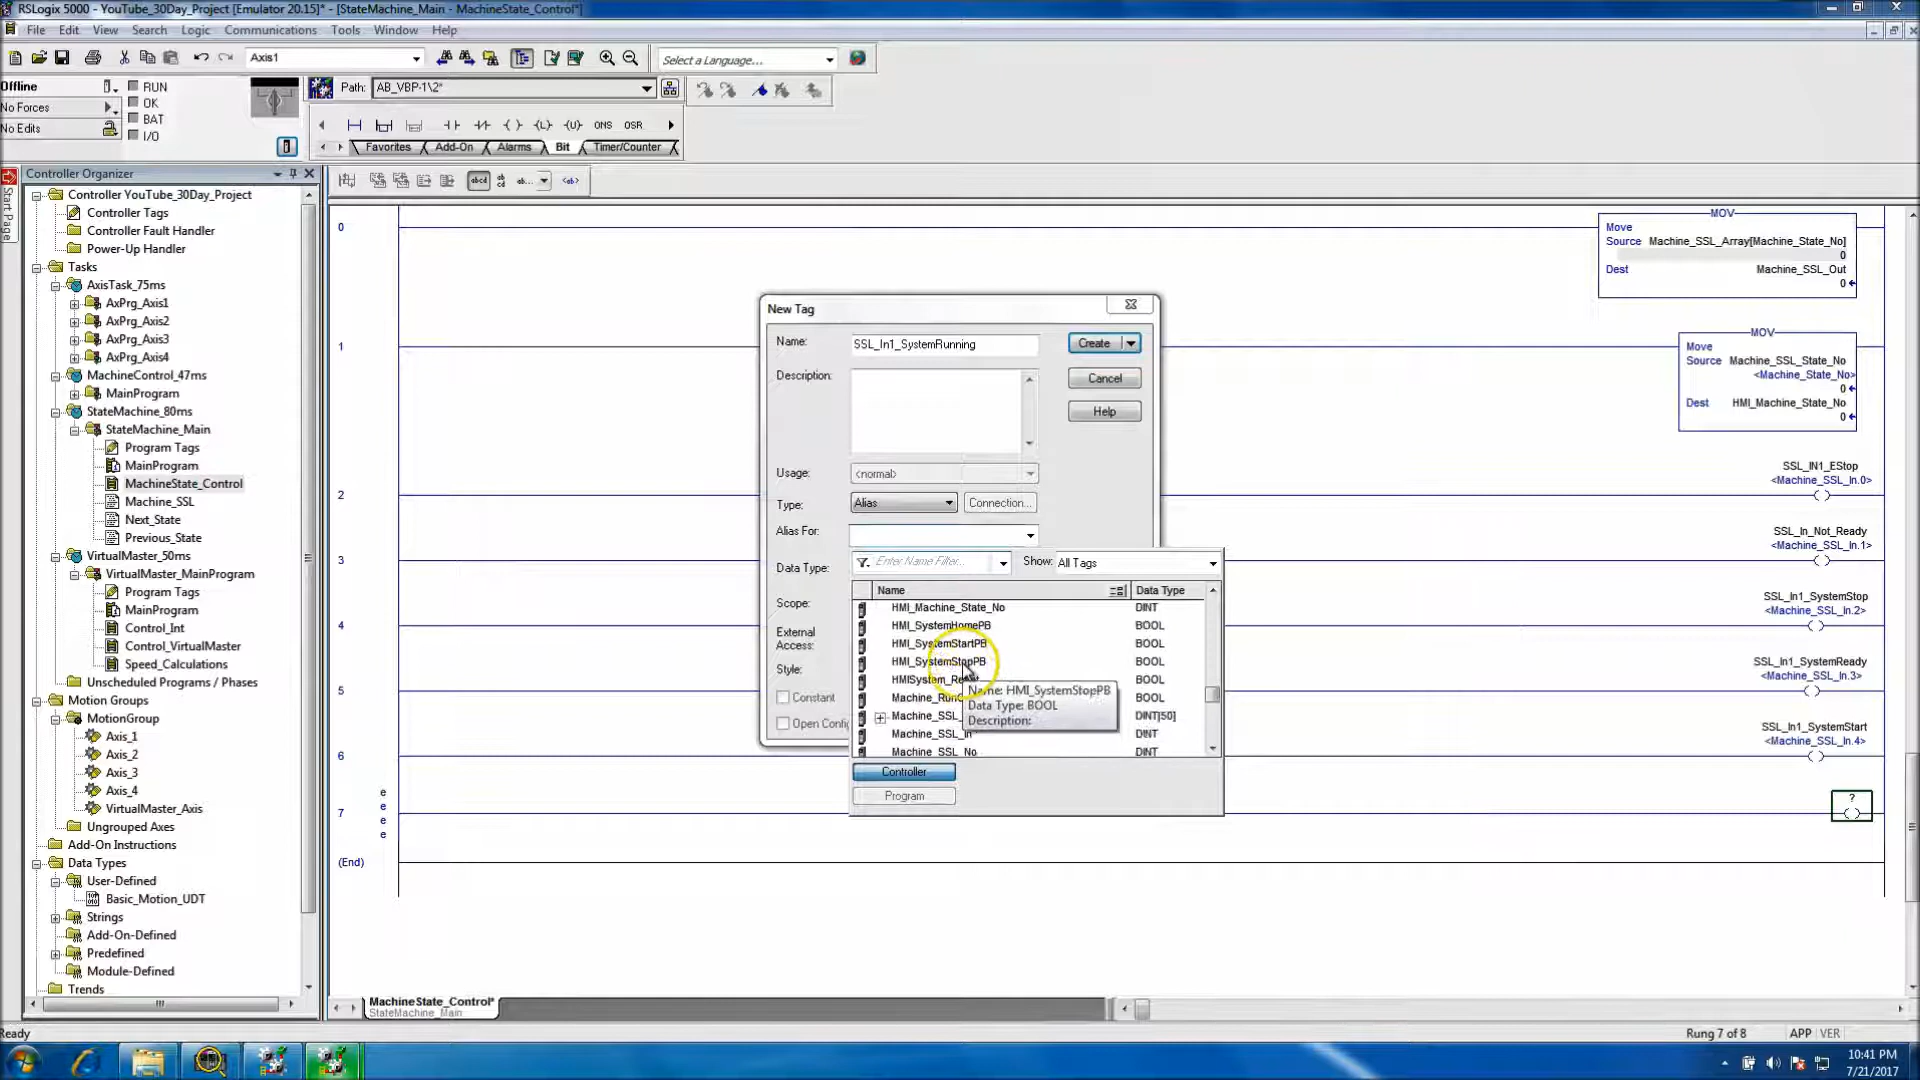 RSLogix 5000 - YouTube_30Day_Project [Emulator 20.15]* - [StateMachine_Main - MachineState_Control*]
File Edit View Search Logic Communications Tools Window Help
Axis1
Select a Language...
Offline
RUN
Path: AB_VBP-1\2*
No Forces
OK
No Edits
BAT
I/O
ONS OSR
Favorites Add-On Alarms Bit Timer/Counter
Start Page
Controller Organizer
Controller YouTube_30Day_Project
Controller Tags
Controller Fault Handler
Power-Up Handler
Tasks
AxisTask_75ms
AxPrg_Axis1
AxPrg_Axis2
AxPrg_Axis3
AxPrg_Axis4
MachineControl_47ms
MainProgram
StateMachine_80ms
StateMachine_Main
Program Tags
MainProgram
MachineState_Control
Machine_SSL
Next_State
Previous_State
VirtualMaster_50ms
VirtualMaster_MainProgram
Program Tags
MainProgram
Control_Int
Control_VirtualMaster
Speed_Calculations
Unscheduled Programs / Phases
Motion Groups
MotionGroup
Axis_1
Axis_2
Axis_3
Axis_4
VirtualMaster_Axis
Ungrouped Axes
Add-On Instructions
Data Types
User-Defined
Basic_Motion_UDT
Strings
Add-On-Defined
Predefined
Module-Defined
Trends
0
MOV
Move
Source Machine_SSL_Array[Machine_State_No]
0
Dest Machine_SSL_Out
0
1
MOV
Move
Source Machine_SSL_State_No
<Machine_State_No>
0
Dest HMI_Machine_State_No
0
2
SSL_IN1_EStop
<Machine_SSL_In.0>
3
SSL_In_Not_Ready
<Machine_SSL_In.1>
4
SSL_In1_SystemStop
<Machine_SSL_In.2>
5
SSL_In1_SystemReady
<Machine_SSL_In.3>
6
SSL_In1_SystemStart
<Machine_SSL_In.4>
7
e
e
e
e
?
(End)
New Tag
Name: SSL_In1_SystemRunning
Create
Description:
Cancel
Help
Usage: <normal>
Type: Alias Connection...
Alias For:
Data Type: Enter Name Filter... Show: All Tags
Name Data Type
Scope:
HMI_Machine_State_No DINT
HMI_SystemHomePB BOOL
External
Access:
HMI_SystemStartPB BOOL
Style:
HMI_SystemStopPB BOOL
BOOL
Constant
BOOL
Open
DINT[50]
Machine_SSL_In DINT
Machine_SSL_No DINT
Name: HMI_SystemStopPB
Data Type: BOOL
Description:
Controller
Program
MachineState_Control*
StateMachine_Main
Ready
Rung 7 of 8 APP VER
10:41 PM
7/21/2017